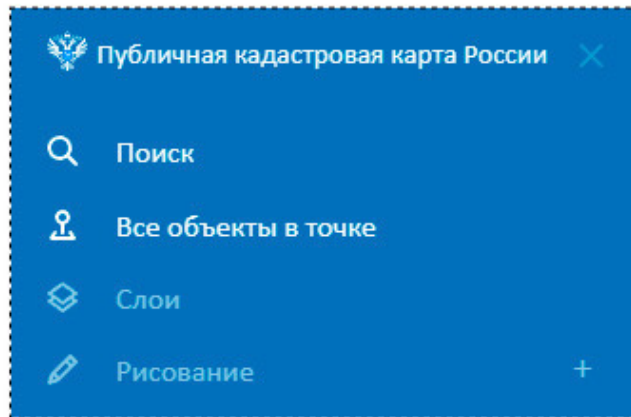 Публичная кадастровая карта России
Поиск
Все объекты в точке
Слои
Рисование +